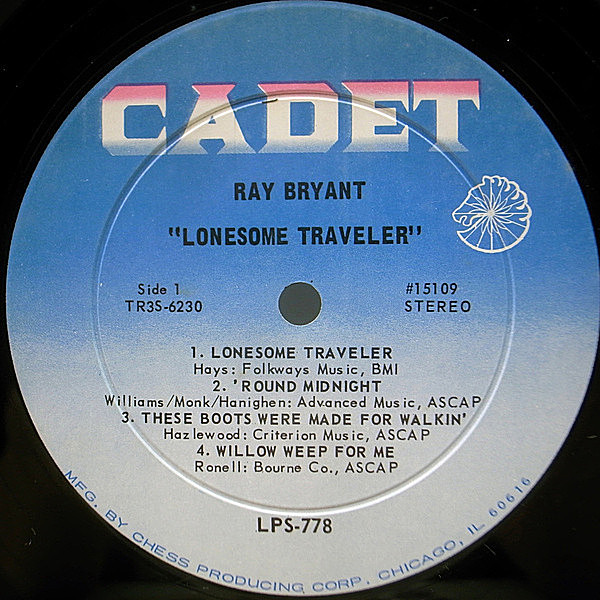 CADET
RAY BRYANT
"LONESOME TRAVELER"
Side 1
TR3S-6230
#15109
STEREO
1. LONESOME TRAVELER
Hays: Folkways Music, BMI
2. 'ROUND MIDNIGHT
Williams/Monk/Hanighen: Advanced Music, ASCAP
3. THESE BOOTS WERE MADE FOR WALKIN'
Hazlewood: Criterion Music, ASCAP
4. WILLOW WEEP FOR ME
Ronell: Bourne Co., ASCAP
LPS-778
MFG. BY CHESS PRODUCING CORP. CHICAGO, IL 60616